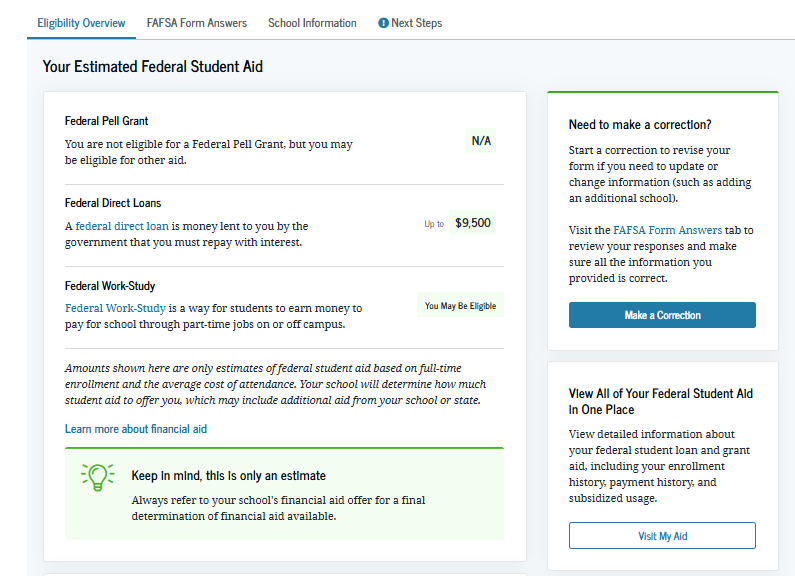 Eligibility Overview FAFSA Form Answers School Information Next Steps
Your Estimated Federal Student Aid
Federal Pell Grant
You are not eligible for a Federal Pell Grant, but you may
be eligible for other aid.
N/A
Federal Direct Loans
A federal direct loan is money lent to you by the
government that you must repay with interest.
Up to $9,500
Federal Work-Study
Federal Work-Study is a way for students to earn money to
pay for school through part-time jobs on or off campus.
You May Be Eligible
Amounts shown here are only estimates of federal student aid based on full-time
enrollment and the average cost of attendance. Your school will determine how much
student aid to offer you, which may include additional aid from your school or state.
Learn more about financial aid
Keep in mind, this is only an estimate
Always refer to your school's financial aid offer for a final
determination of financial aid available.
Need to make a correction?
Start a correction to revise your
form if you need to update or
change information (such as adding
an additional school).
Visit the FAFSA Form Answers tab to
review your responses and make
sure all the information you
provided is correct.
Make a Correction
View All of Your Federal Student Aid
In One Place
View detailed information about
your federal student loan and grant
aid, including your enrollment
history, payment history, and
subsidized usage.
Visit My Aid